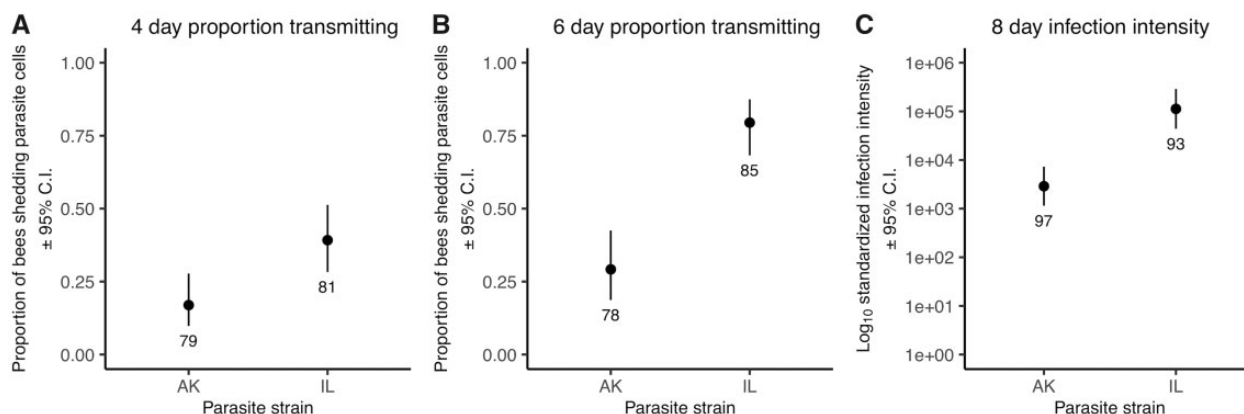 A 4 day proportion transmitting
Proportion of bees shedding parasite cells
± 95% C.I.
1.00
0.75
0.50
0.25
0.00
79
81
AK IL
Parasite strain
B 6 day proportion transmitting
Proportion of bees shedding parasite cells
± 95% C.I.
1.00
0.75
0.50
0.25
0.00
78
85
AK IL
Parasite strain
C 8 day infection intensity
Log₁₀ standardized infection intensity
± 95% C.I.
1e+06
1e+05
1e+04
1e+03
1e+02
1e+01
1e+00
97
93
AK IL
Parasite strain